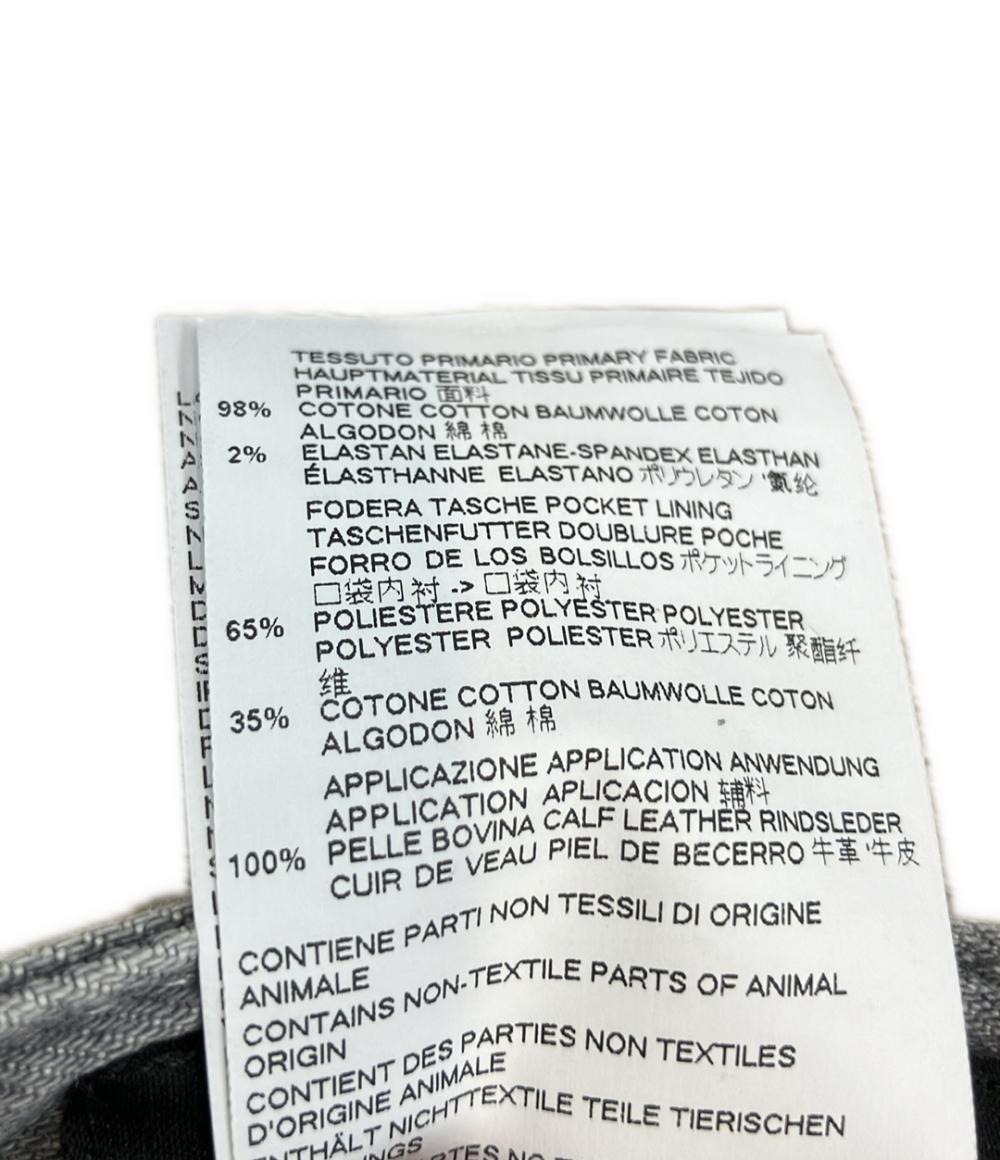 TESSUTO PRIMARIO PRIMARY FABRIC
HAUPTMATERIAL TISSU PRIMAIRE TEJIDO
PRIMARIO 面料
98% COTONE COTTON BAUMWOLLE COTON
ALGODON 綿 棉
2% ELASTAN ELASTANE-SPANDEX ELASTHAN
ÉLASTHANNE ELASTANO ポリウレタン '氨纶
FODERA TASCHE POCKET LINING
TASCHENFUTTER DOUBLURE POCHE
FORRO DE LOS BOLSILLOS ポケットライニング
口袋内衬 -> 口袋内衬
65% POLIESTERE POLYESTER POLYESTER
POLYESTER POLIESTER ポリエステル 聚酯纤
维
35% COTONE COTTON BAUMWOLLE COTON
ALGODON 綿 棉
APPLICAZIONE APPLICATION ANWENDUNG
APPLICATION APLICACION 辅料
100% PELLE BOVINA CALF LEATHER RINDSLEDER
CUIR DE VEAU PIEL DE BECERRO 牛革 '牛皮
CONTIENE PARTI NON TESSILI DI ORIGINE
ANIMALE
CONTAINS NON-TEXTILE PARTS OF ANIMAL
ORIGIN
CONTIENT DES PARTIES NON TEXTILES
D'ORIGINE ANIMALE
ENTHÄLT NICHTTEXTILE TEILE TIERISCHEN